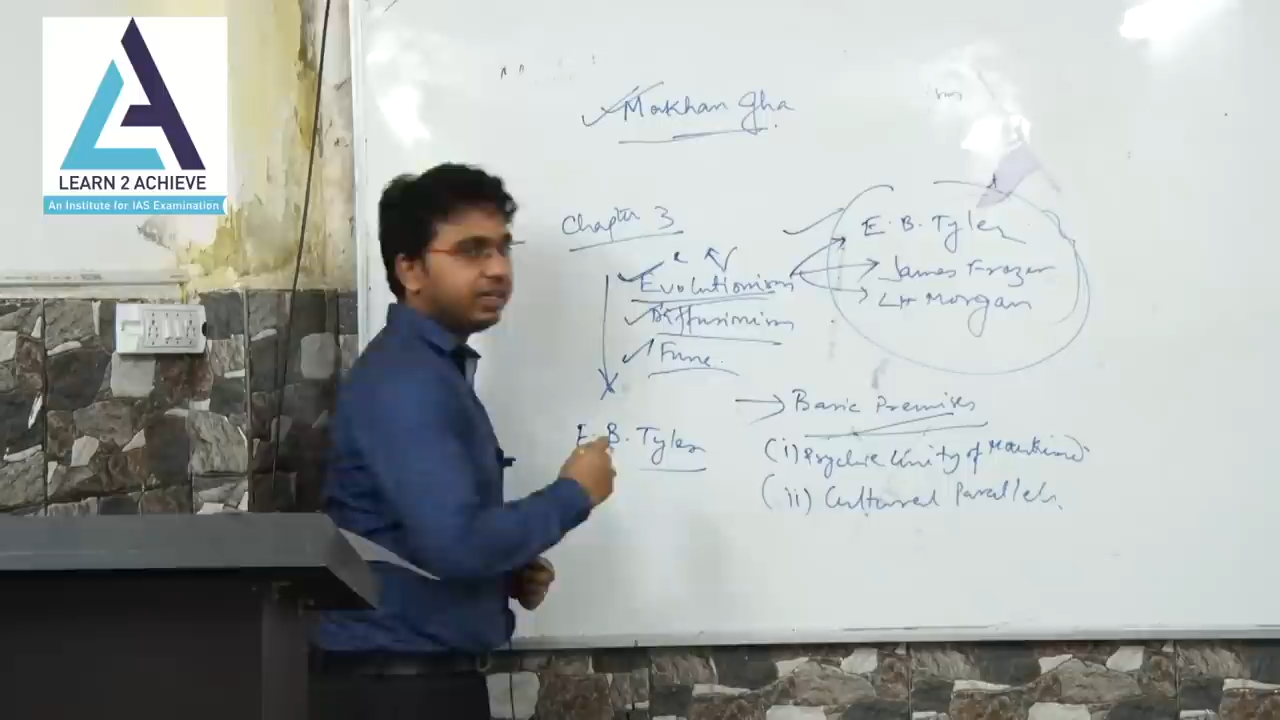 LEARN 2 ACHIEVE
An Institute for IAS Examination
Makhan Jha
Chapter 3
Evolutionism
Diffusionism
Func.
E. B. Tyler
E. B. Tyler
James Frazer
LH Morgan
Basic Premises
(i) Psychic Unity of Mankind
(ii) Cultural Parallels.